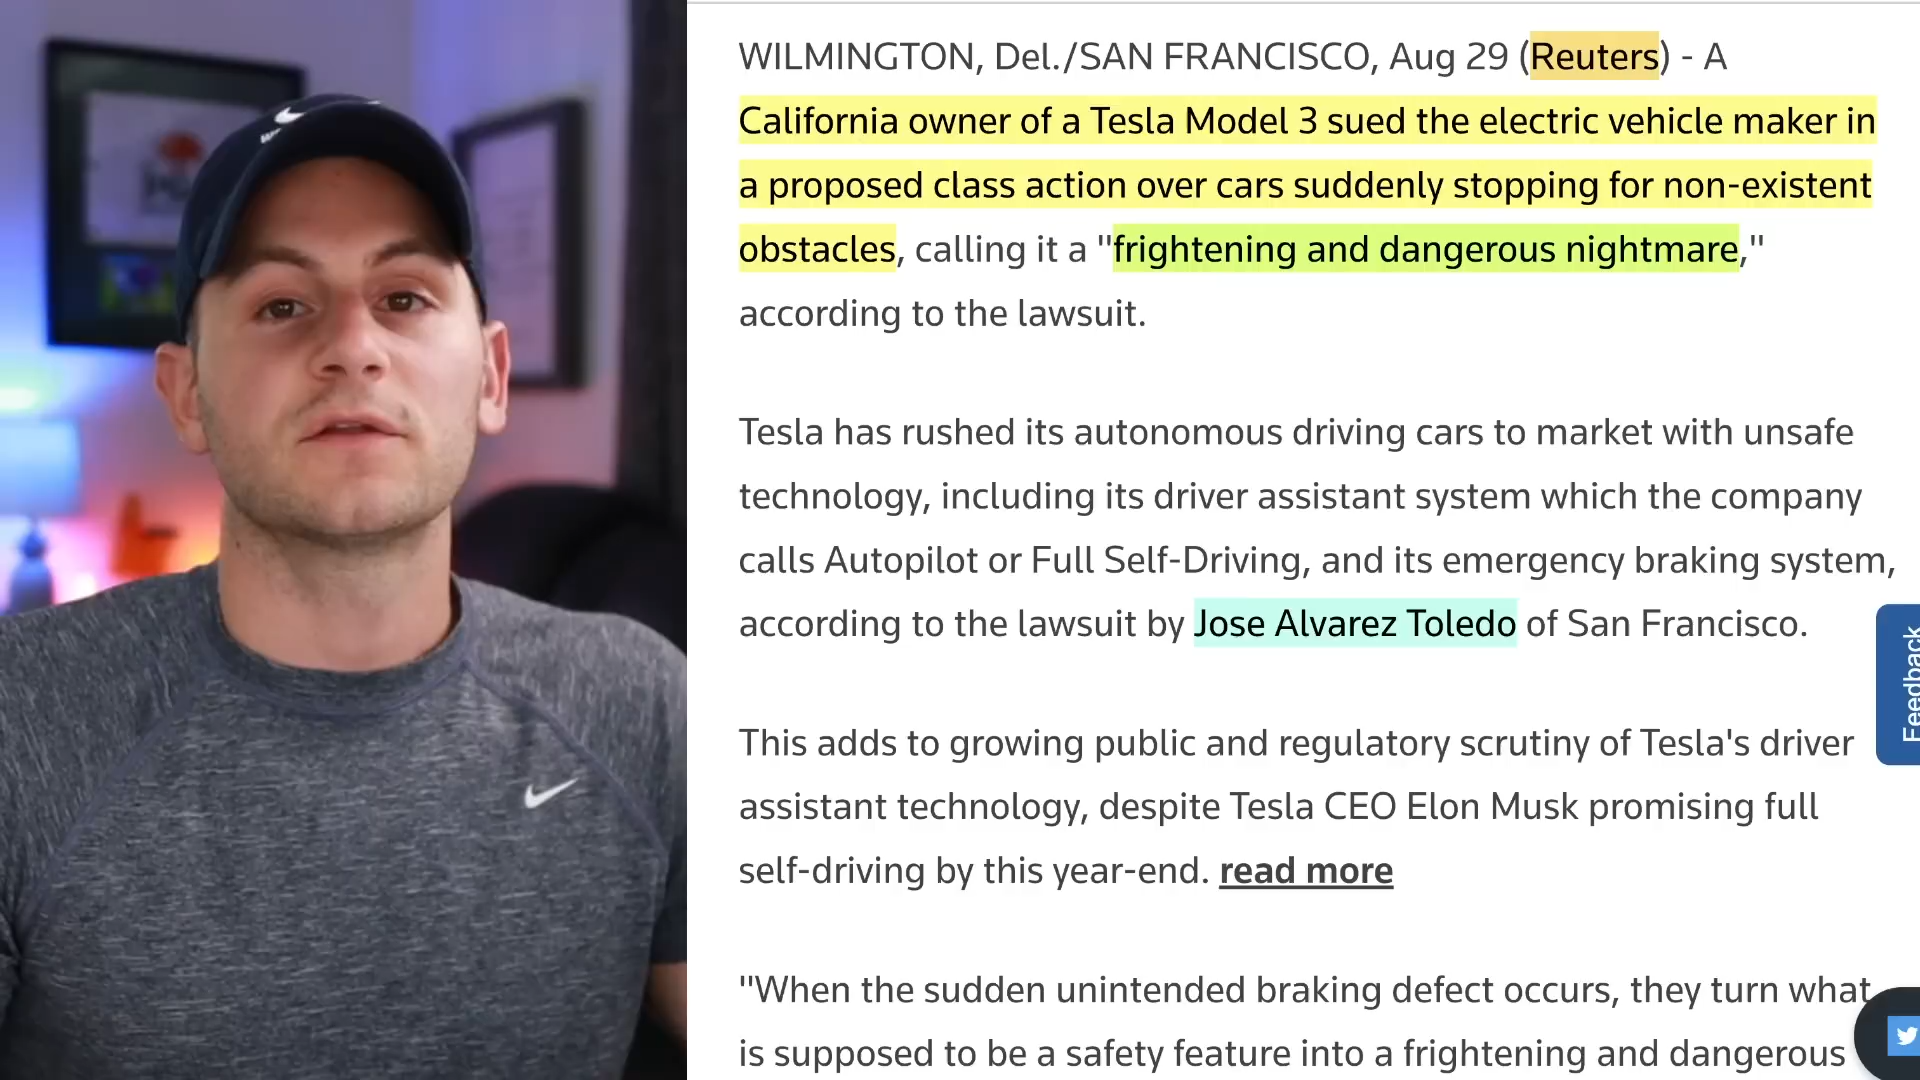 WILMINGTON, Del./SAN FRANCISCO, Aug 29 (Reuters) - A
California owner of a Tesla Model 3 sued the electric vehicle maker in
a proposed class action over cars suddenly stopping for non-existent
obstacles, calling it a "frightening and dangerous nightmare,"
according to the lawsuit.
Tesla has rushed its autonomous driving cars to market with unsafe
technology, including its driver assistant system which the company
calls Autopilot or Full Self-Driving, and its emergency braking system,
according to the lawsuit by Jose Alvarez Toledo of San Francisco.
Feedback
This adds to growing public and regulatory scrutiny of Tesla's driver
assistant technology, despite Tesla CEO Elon Musk promising full
self-driving by this year-end. read more
"When the sudden unintended braking defect occurs, they turn what
is supposed to be a safety feature into a frightening and dangerous